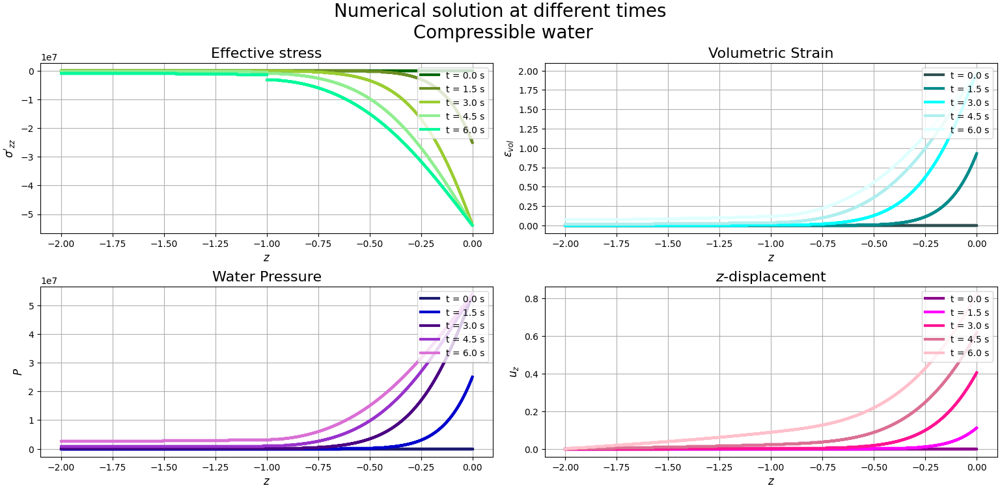 Numerical solution at different times
Compressible water
Effective stress
1e7
0
−1
−2
−3
−4
−5
σ'zz
−2.00 −1.75 −1.50 −1.25 −1.00 −0.75 −0.50 −0.25 0.00
z
t = 0.0 s
t = 1.5 s
t = 3.0 s
t = 4.5 s
t = 6.0 s
Volumetric Strain
2.00
1.75
1.50
1.25
1.00
0.75
0.50
0.25
0.00
εvol
−2.00 −1.75 −1.50 −1.25 −1.00 −0.75 −0.50 −0.25 0.00
z
t = 0.0 s
t = 1.5 s
t = 3.0 s
t = 4.5 s
t = 6.0 s
Water Pressure
1e7
5
4
3
2
1
0
P
−2.00 −1.75 −1.50 −1.25 −1.00 −0.75 −0.50 −0.25 0.00
z
t = 0.0 s
t = 1.5 s
t = 3.0 s
t = 4.5 s
t = 6.0 s
z-displacement
0.8
0.6
0.4
0.2
0.0
uz
−2.00 −1.75 −1.50 −1.25 −1.00 −0.75 −0.50 −0.25 0.00
z
t = 0.0 s
t = 1.5 s
t = 3.0 s
t = 4.5 s
t = 6.0 s